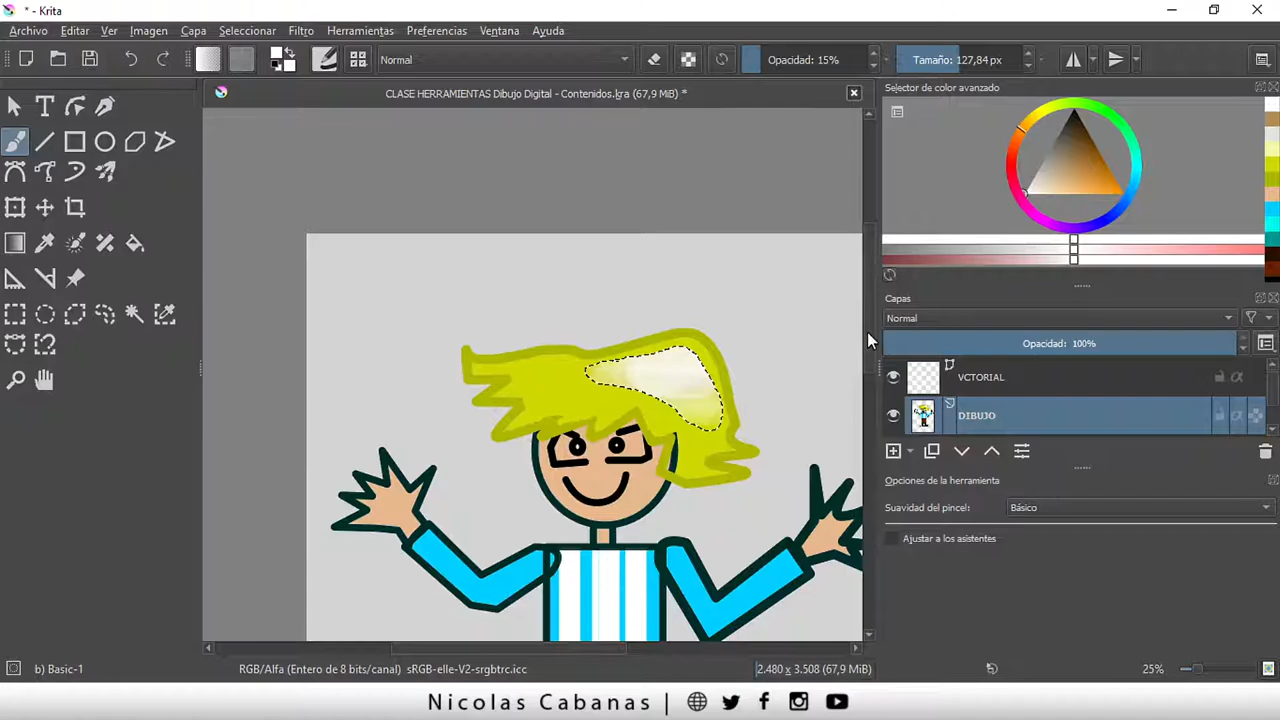 * - Krita
Archivo Editar Ver Imagen Capa Seleccionar Filtro Herramientas Preferencias Ventana Ayuda
Normal Opacidad: 15% Tamaño: 127,84 px
CLASE HERRAMIENTAS Dibujo Digital - Contenidos.kra (67,9 MiB) *
Selector de color avanzado
Capas
Normal
Opacidad: 100%
VCTORIAL
DIBUJO
Opciones de la herramienta
Suavidad del pincel: Básico
Ajustar a los asistentes
b) Basic-1 RGB/Alfa (Entero de 8 bits/canal) sRGB-elle-V2-srgbtrc.icc 2.480 x 3.508 (67,9 MiB) 25%
Nicolas Cabanas |